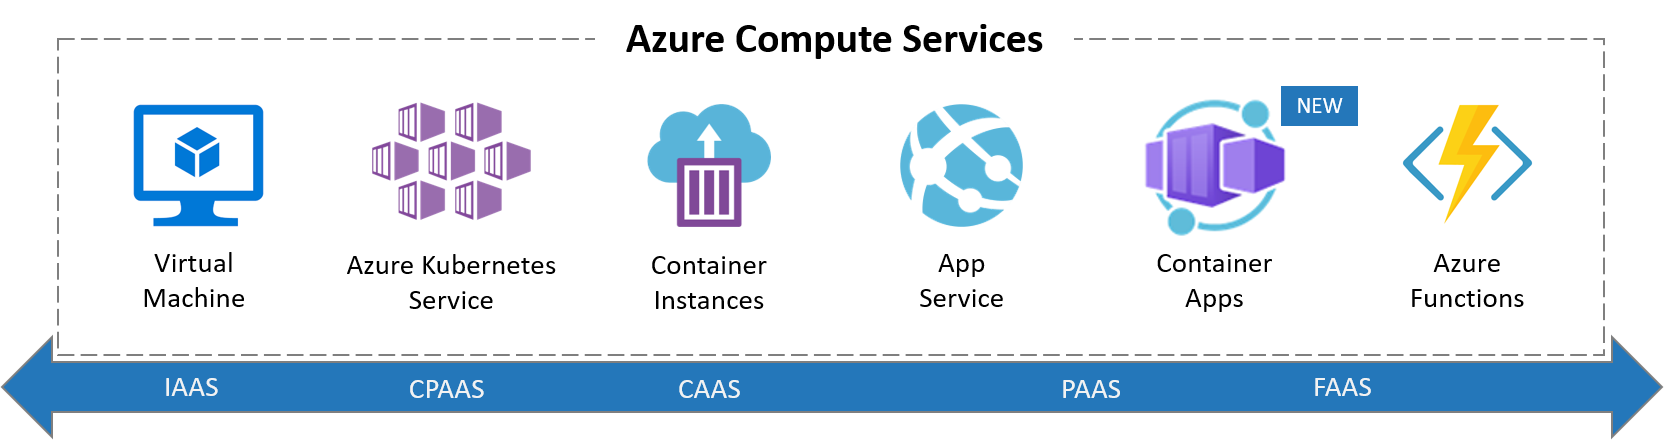 Azure Compute Services
NEW
Virtual
Machine
Azure Kubernetes
Service
Container
Instances
App
Service
Container
Apps
Azure
Functions
IAAS
CPAAS
CAAS
PAAS
FAAS